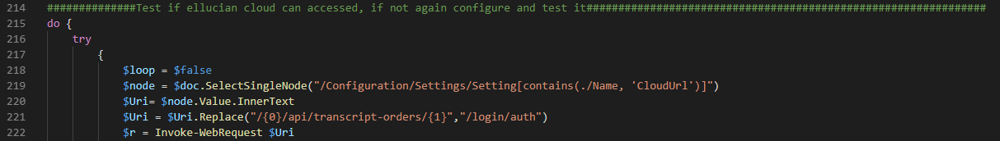 214 ##############Test if ellucian cloud can accessed, if not again configure and test it###############################################################
215 do {
216 try
217 {
218 $loop = $false
219 $node = $doc.SelectSingleNode("/Configuration/Settings/Setting[contains(./Name, 'CloudUrl')]")
220 $Uri= $node.Value.InnerText
221 $Uri = $Uri.Replace("/{0}/api/transcript-orders/{1}","/login/auth")
222 $r = Invoke-WebRequest $Uri